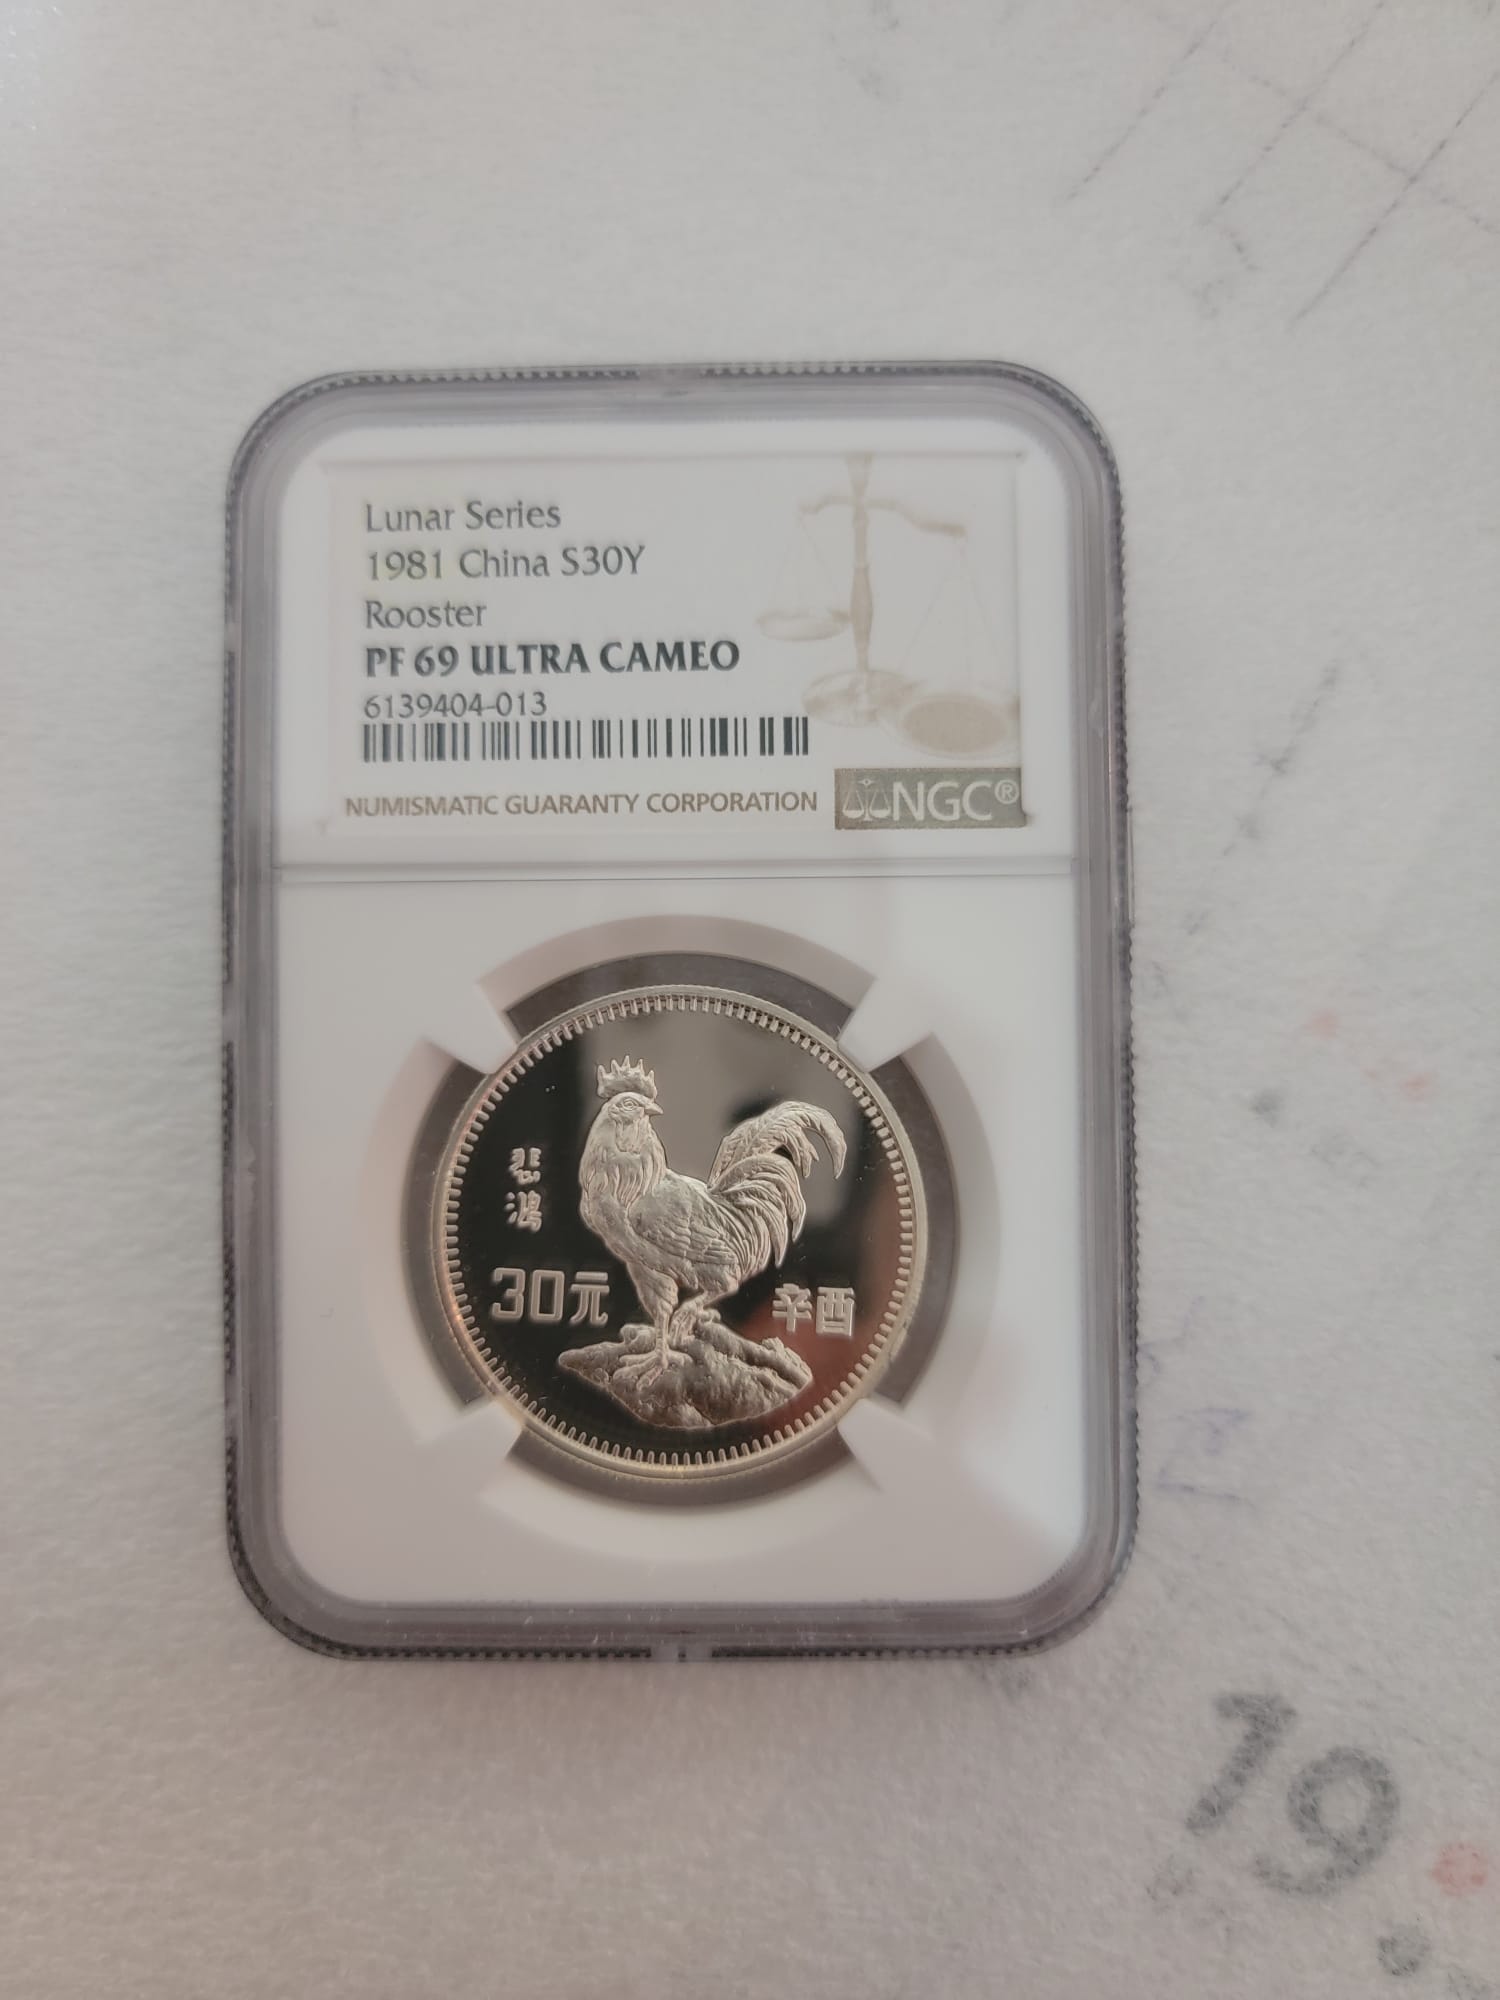 Lunar Series
1981 China S30Y
Rooster
PF 69 ULTRA CAMEO
6139404-013
NUMISMATIC GUARANTY CORPORATION
NGC®
悲
鴻
30元
辛酉
19